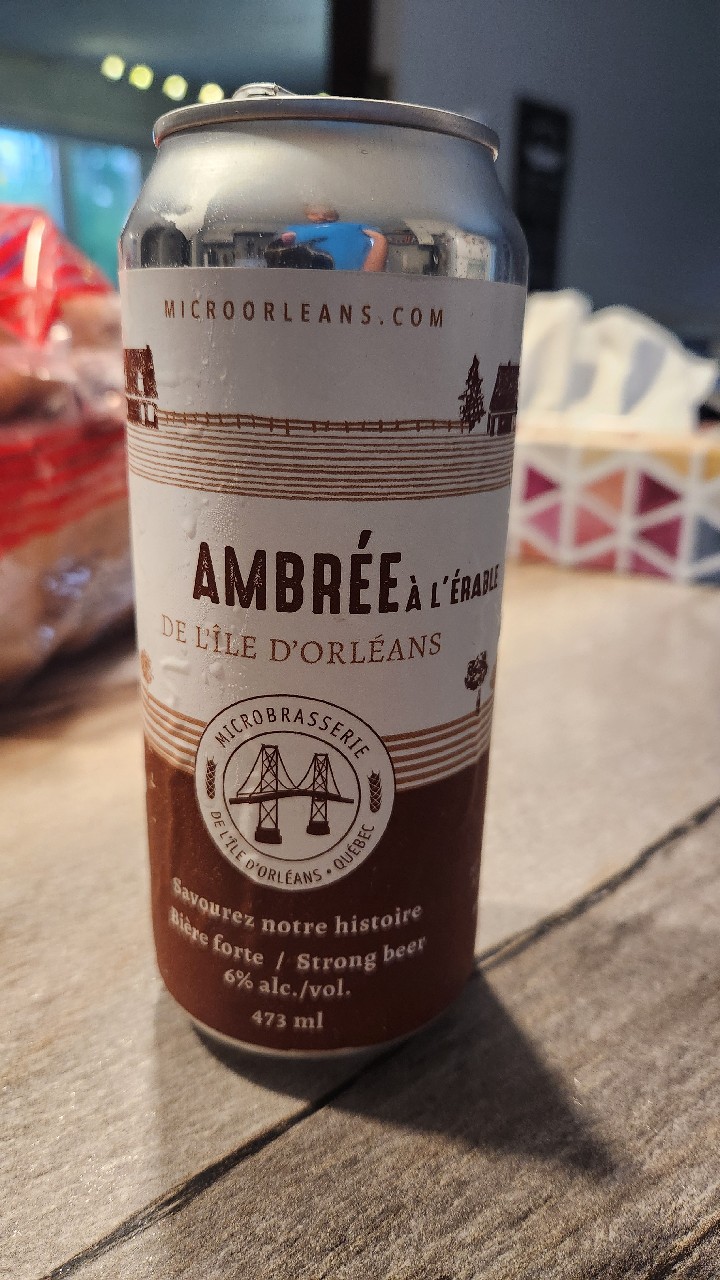 MICROORLEANS.COM
AMBRÉE À L'ÉRABLE
DE L'ÎLE D'ORLÉANS
MICROBRASSERIE
DE L'ÎLE D'ORLÉANS • QUÉBEC
Savourez notre histoire
Bière forte / Strong beer
6% alc./vol.
473 ml